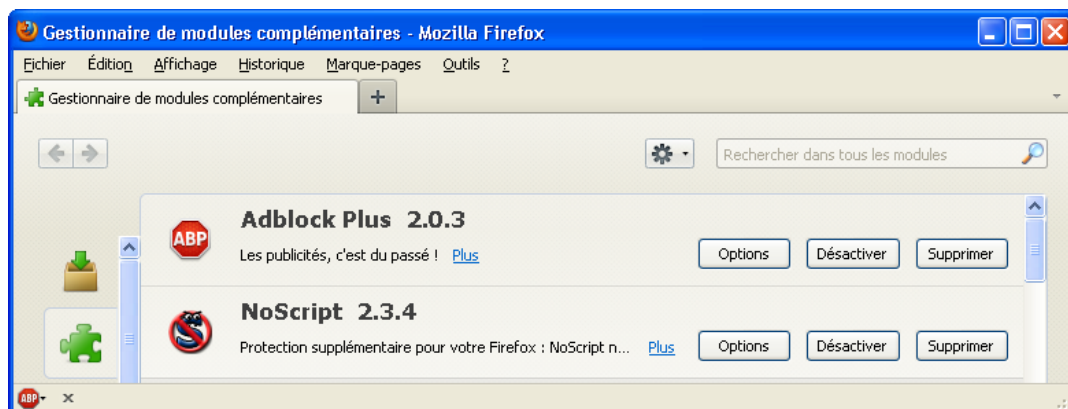 Gestionnaire de modules complémentaires - Mozilla Firefox
Fichier Édition Affichage Historique Marque-pages Outils ?
Gestionnaire de modules complémentaires
Rechercher dans tous les modules
ABP
Adblock Plus 2.0.3
Les publicités, c'est du passé ! Plus
Options Désactiver Supprimer
NoScript 2.3.4
Protection supplémentaire pour votre Firefox : NoScript n... Plus
Options Désactiver Supprimer
ABP